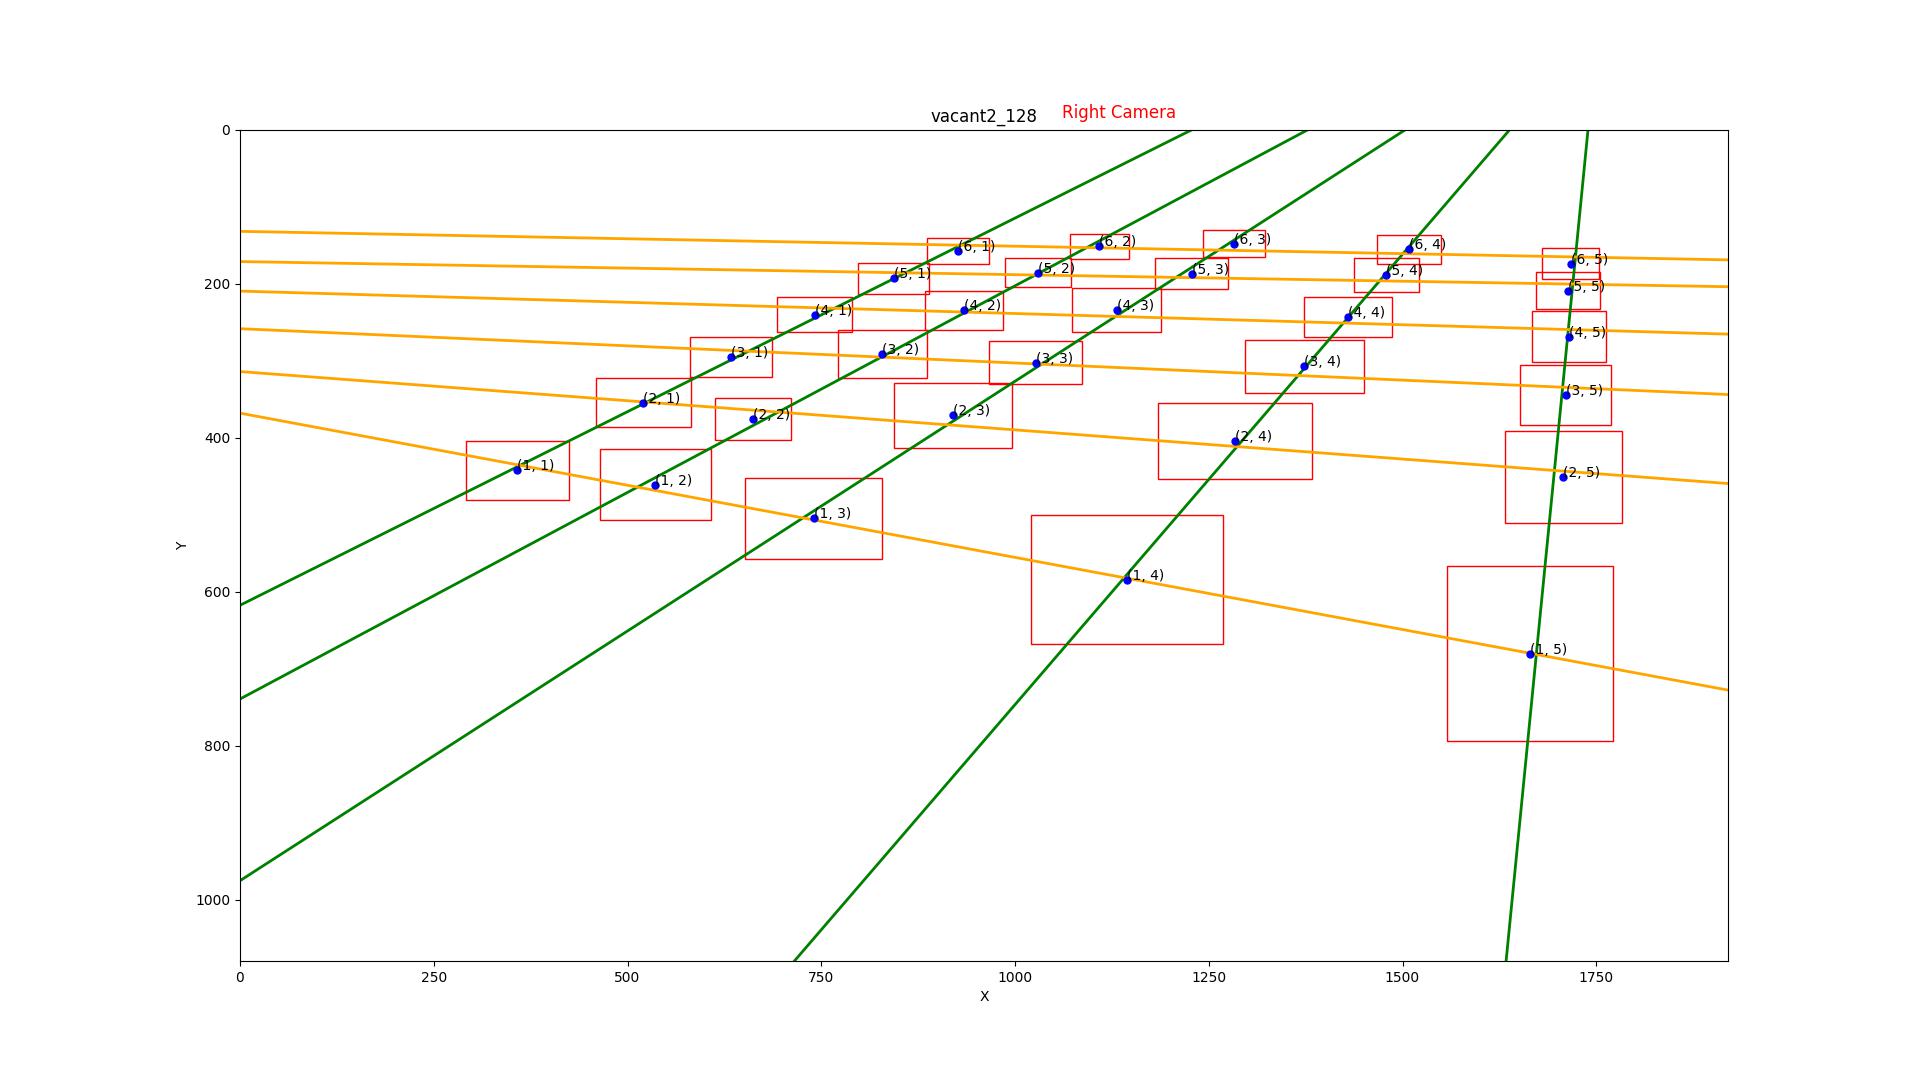 vacant2_128 Right Camera
0
200
400
600
800
1000
Y
(6, 1) (6, 2) (6, 3) (6, 4) (6, 5)
(5, 1) (5, 2) (5, 3) (5, 4) (5, 5)
(4, 1) (4, 2) (4, 3) (4, 4) (4, 5)
(3, 1) (3, 2) (3, 3) (3, 4) (3, 5)
(2, 1) (2, 2) (2, 3) (2, 4) (2, 5)
(1, 1) (1, 2) (1, 3) (1, 4) (1, 5)
0 250 500 750 1000 1250 1500 1750
X